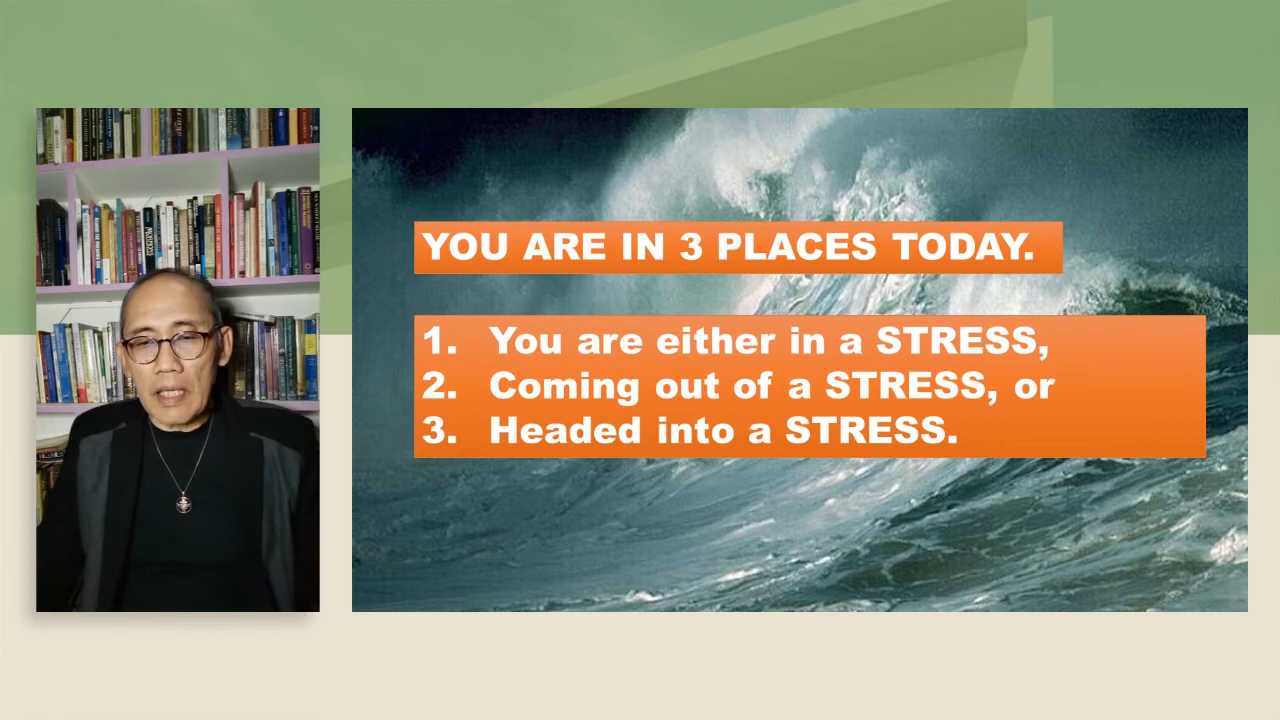 YOU ARE IN 3 PLACES TODAY.
1. You are either in a STRESS,
2. Coming out of a STRESS, or
3. Headed into a STRESS.